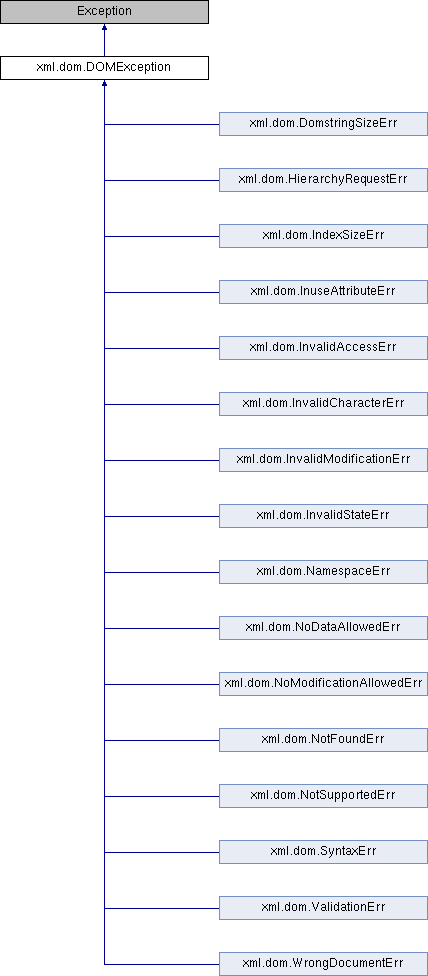 Exception
xml.dom.DOMException
xml.dom.DomstringSizeErr
xml.dom.HierarchyRequestErr
xml.dom.IndexSizeErr
xml.dom.InuseAttributeErr
xml.dom.InvalidAccessErr
xml.dom.InvalidCharacterErr
xml.dom.InvalidModificationErr
xml.dom.InvalidStateErr
xml.dom.NamespaceErr
xml.dom.NoDataAllowedErr
xml.dom.NoModificationAllowedErr
xml.dom.NotFoundErr
xml.dom.NotSupportedErr
xml.dom.SyntaxErr
xml.dom.ValidationErr
xml.dom.WrongDocumentErr